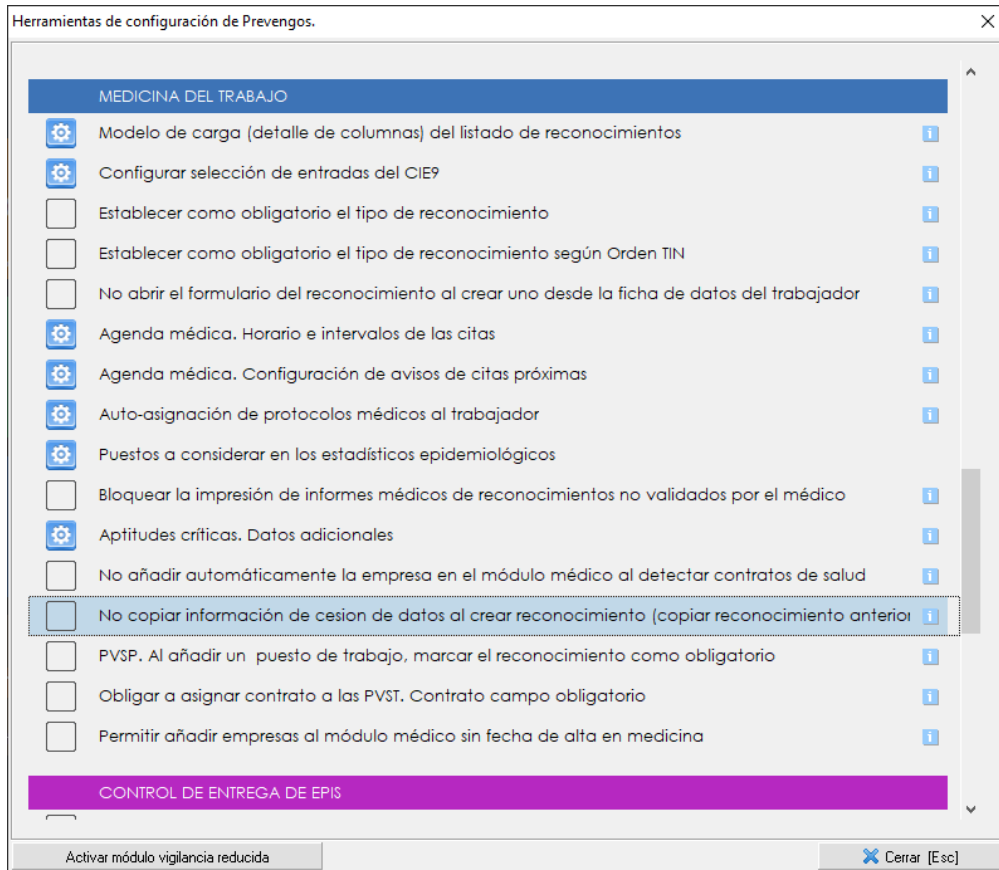 Herramientas de configuración de Prevengos.
MEDICINA DEL TRABAJO
Modelo de carga (detalle de columnas) del listado de reconocimientos
Configurar selección de entradas del CIE9
Establecer como obligatorio el tipo de reconocimiento
Establecer como obligatorio el tipo de reconocimiento según Orden TIN
No abrir el formulario del reconocimiento al crear uno desde la ficha de datos del trabajador
Agenda médica. Horario e intervalos de las citas
Agenda médica. Configuración de avisos de citas próximas
Auto-asignación de protocolos médicos al trabajador
Puestos a considerar en los estadísticos epidemiológicos
Bloquear la impresión de informes médicos de reconocimientos no validados por el médico
Aptitudes críticas. Datos adicionales
No añadir automáticamente la empresa en el módulo médico al detectar contratos de salud
No copiar información de cesion de datos al crear reconocimiento (copiar reconocimiento anterior
PVSP. Al añadir un puesto de trabajo, marcar el reconocimiento como obligatorio
Obligar a asignar contrato a las PVST. Contrato campo obligatorio
Permitir añadir empresas al módulo médico sin fecha de alta en medicina
CONTROL DE ENTREGA DE EPIS
Activar módulo vigilancia reducida
Cerrar [Esc]